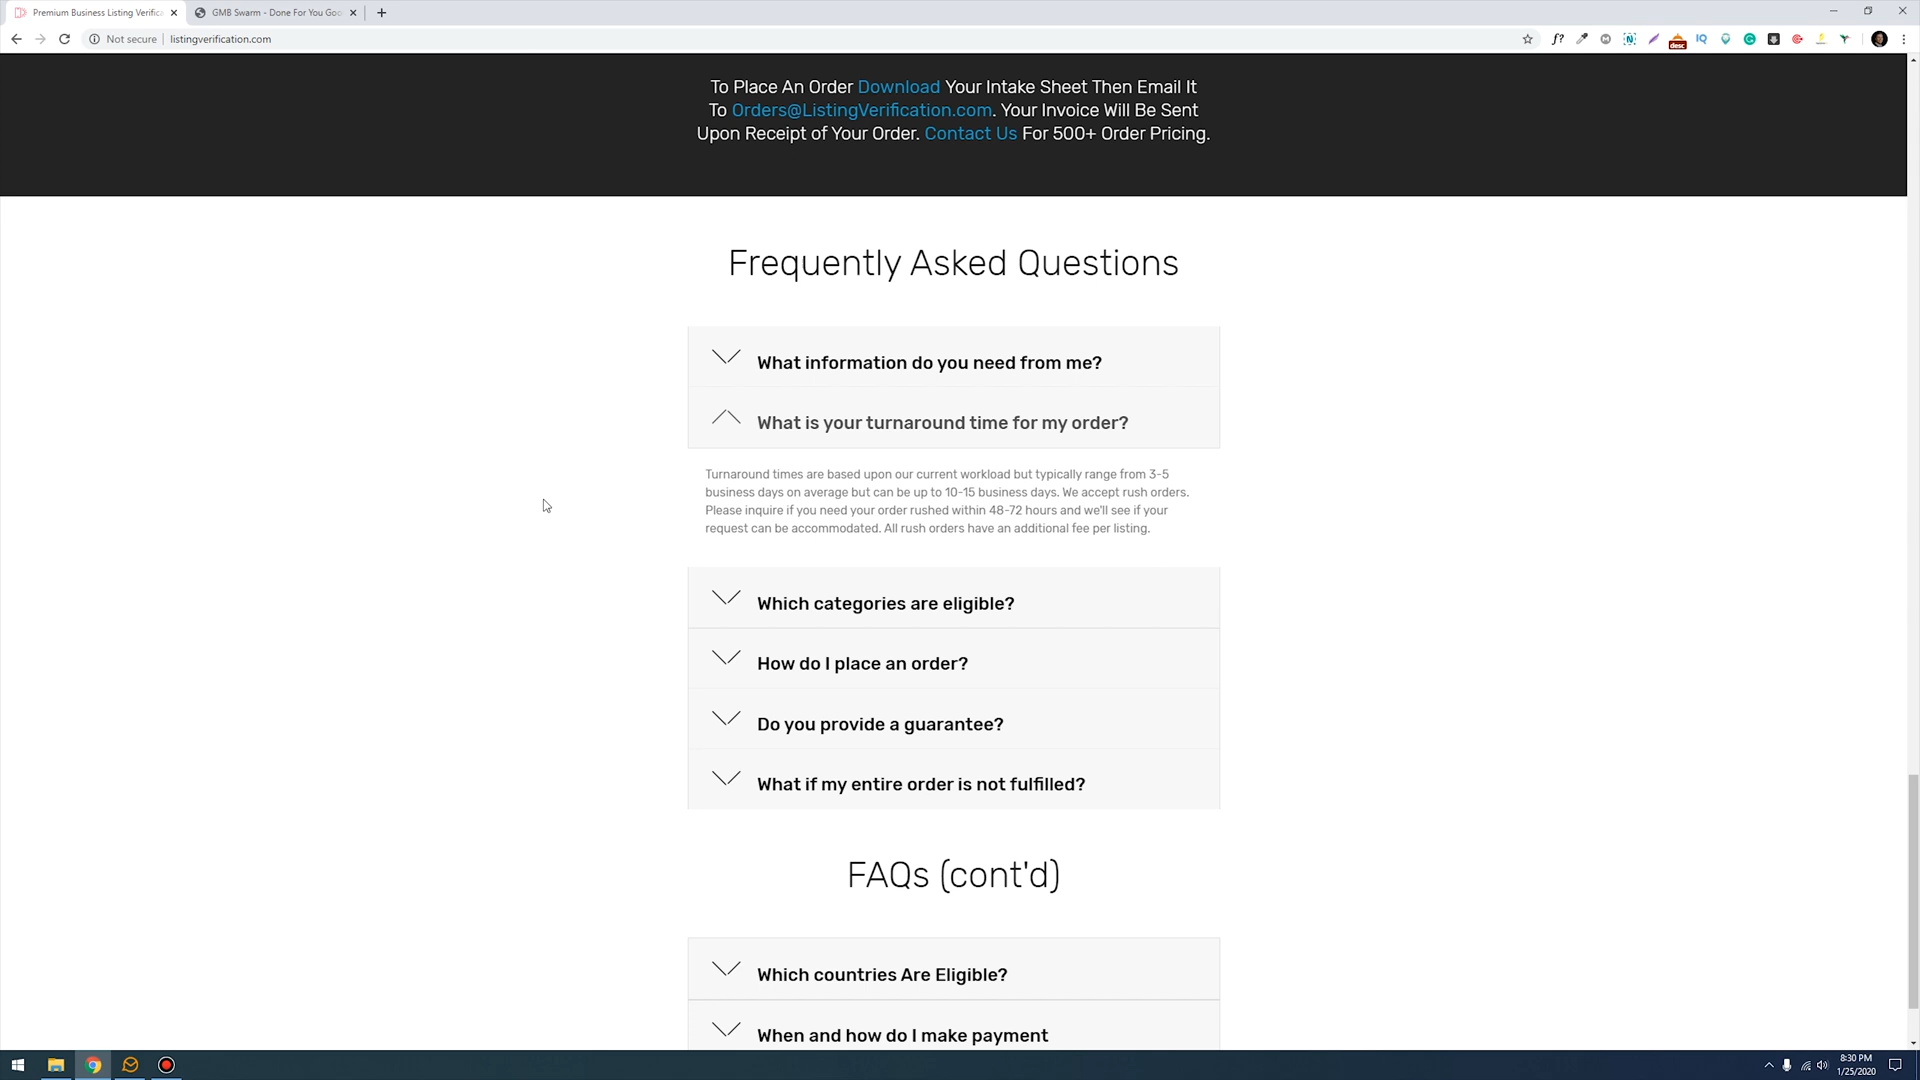 Premium Business Listing Verifica
GMB Swarm - Done For You Goo
Not secure
listingverification.com
f?
desc
IQ
To Place An Order Download Your Intake Sheet Then Email It
To Orders@ListingVerification.com. Your Invoice Will Be Sent
Upon Receipt of Your Order. Contact Us For 500+ Order Pricing.
Frequently Asked Questions
What information do you need from me?
What is your turnaround time for my order?
Turnaround times are based upon our current workload but typically range from 3-5
business days on average but can be up to 10-15 business days. We accept rush orders.
Please inquire if you need your order rushed within 48-72 hours and we'll see if your
request can be accommodated. All rush orders have an additional fee per listing.
Which categories are eligible?
How do I place an order?
Do you provide a guarantee?
What if my entire order is not fulfilled?
FAQs (cont'd)
Which countries Are Eligible?
When and how do I make payment
8:30 PM
1/25/2020